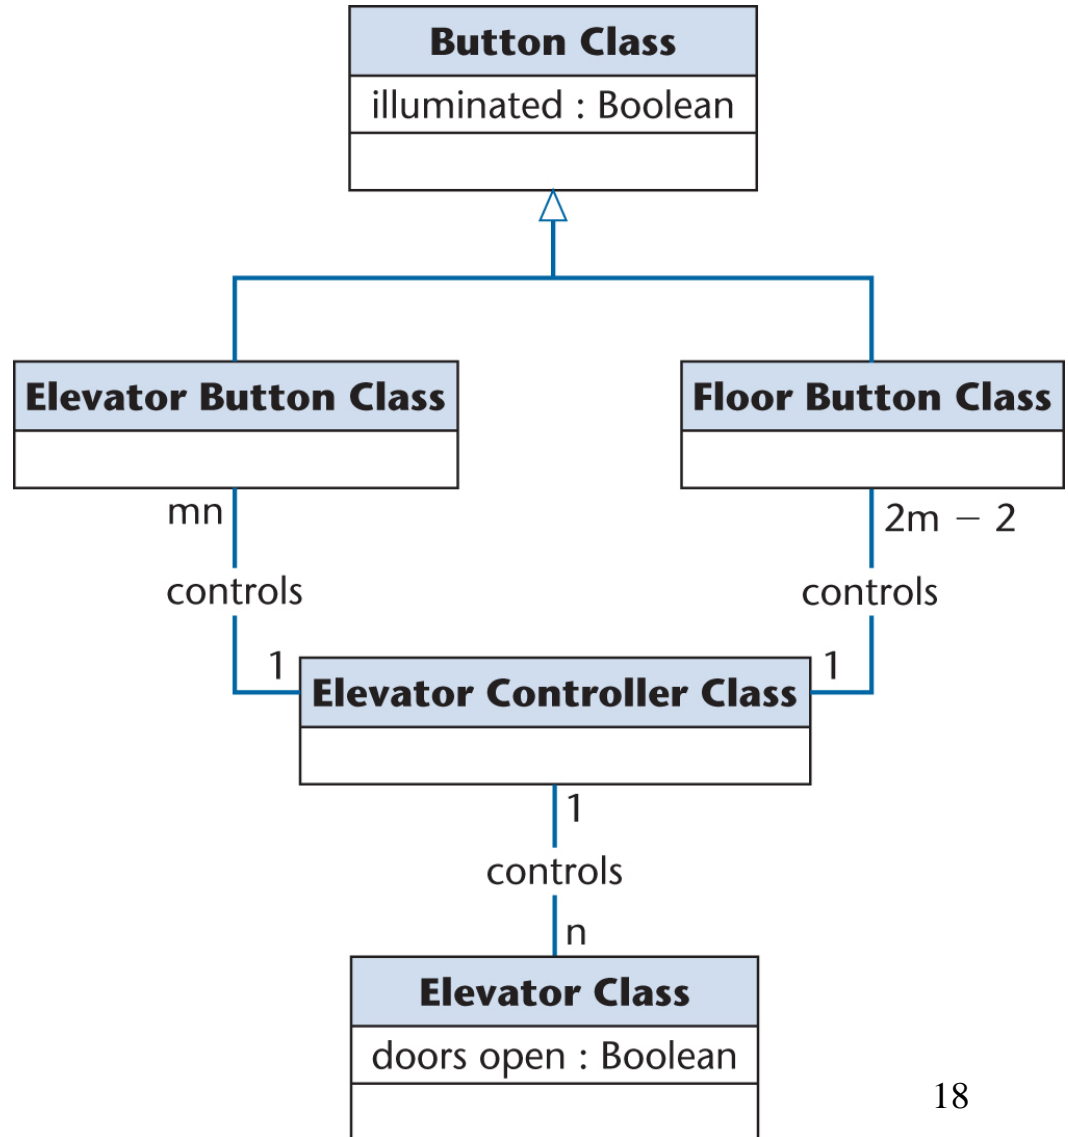 Button Class
illuminated : Boolean
Elevator Button Class
Floor Button Class
mn
2m − 2
controls
controls
1
1
Elevator Controller Class
1
controls
n
Elevator Class
doors open : Boolean
18